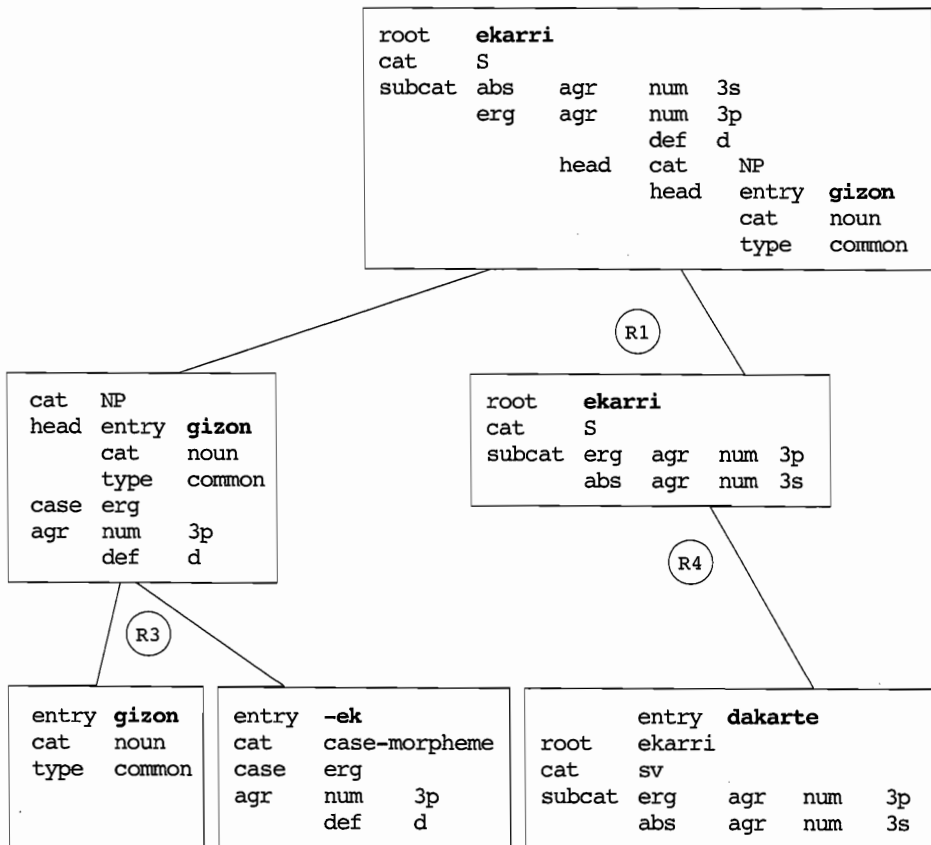 root ekarri
cat S
subcat abs agr num 3s
erg agr num 3p
def d
head cat NP
head entry gizon
cat noun
type common
R1
cat NP
head entry gizon
cat noun
type common
case erg
agr num 3p
def d
root ekarri
cat S
subcat erg agr num 3p
abs agr num 3s
R3
R4
entry gizon
cat noun
type common
entry -ek
cat case-morpheme
case erg
agr num 3p
def d
entry dakarte
root ekarri
cat sv
subcat erg agr num 3p
abs agr num 3s